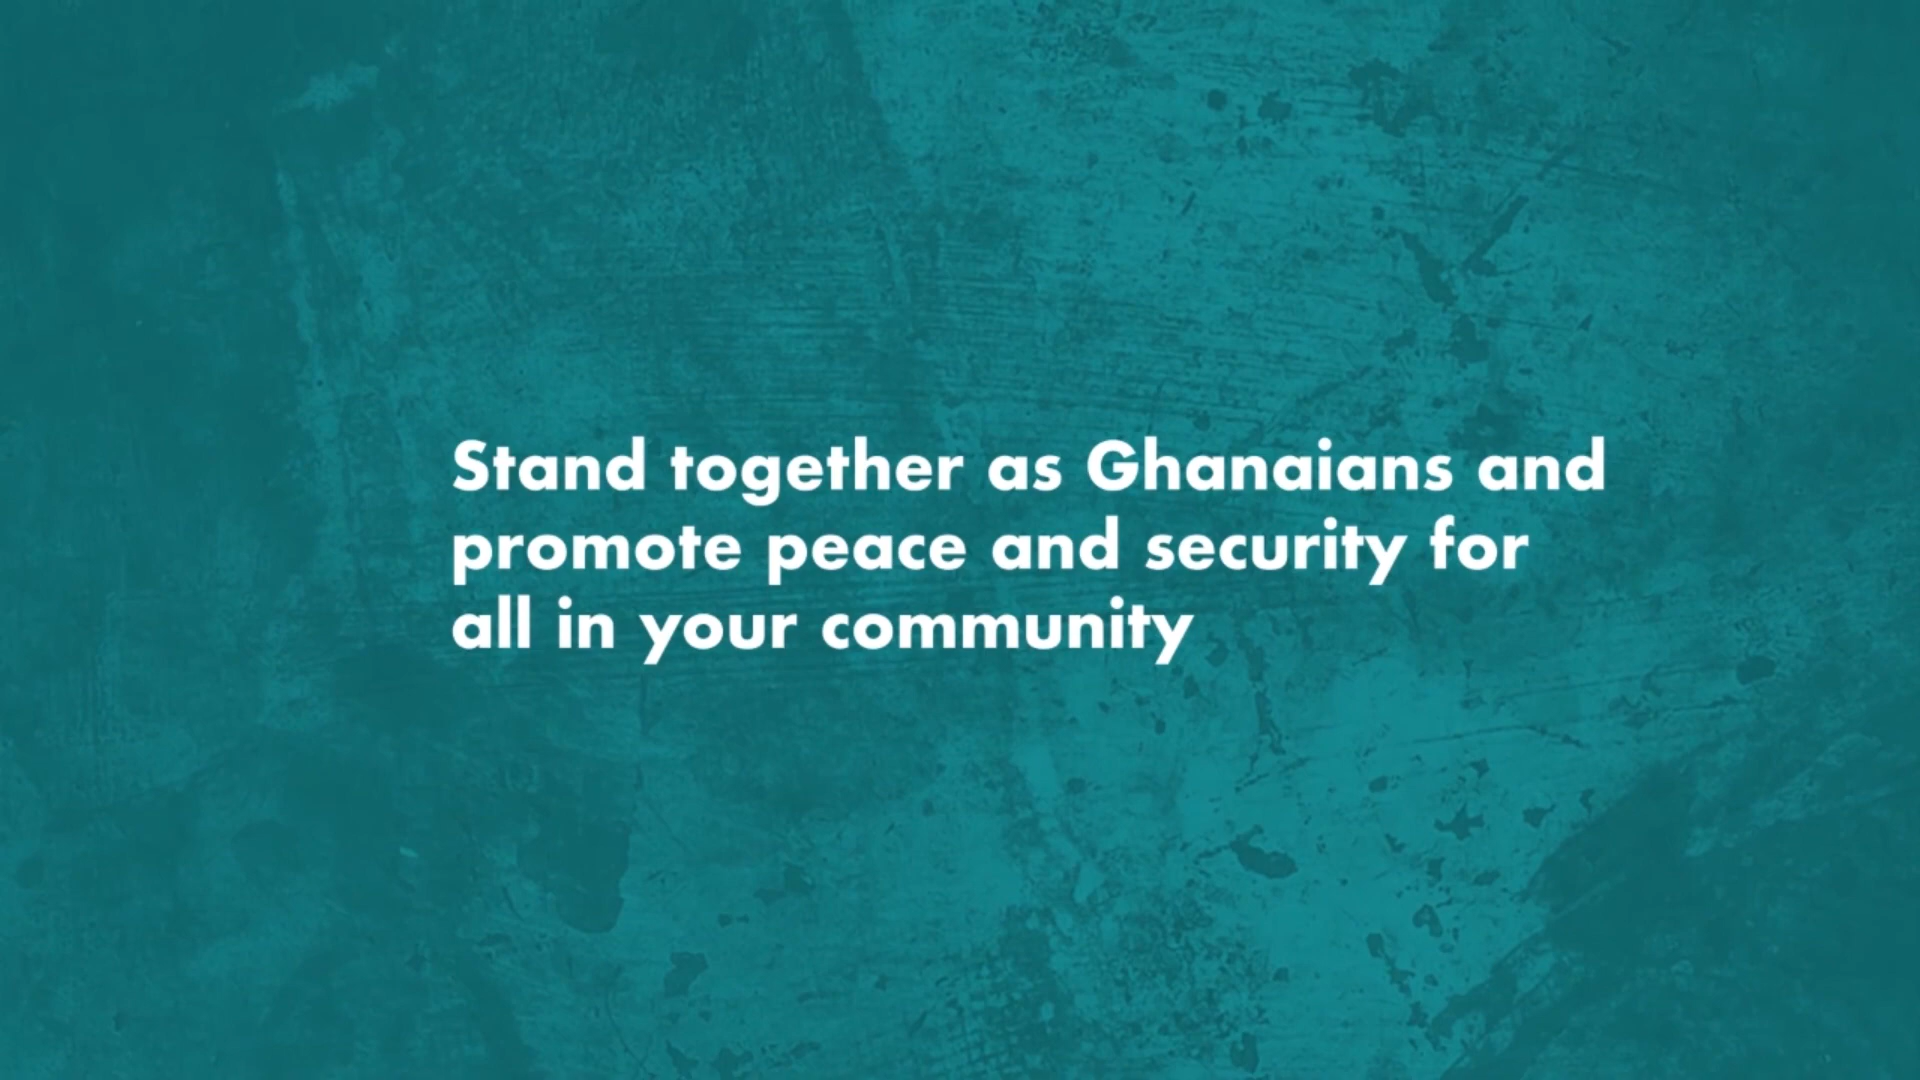 Stand together as Ghanaians and
promote peace and security for
all in your community